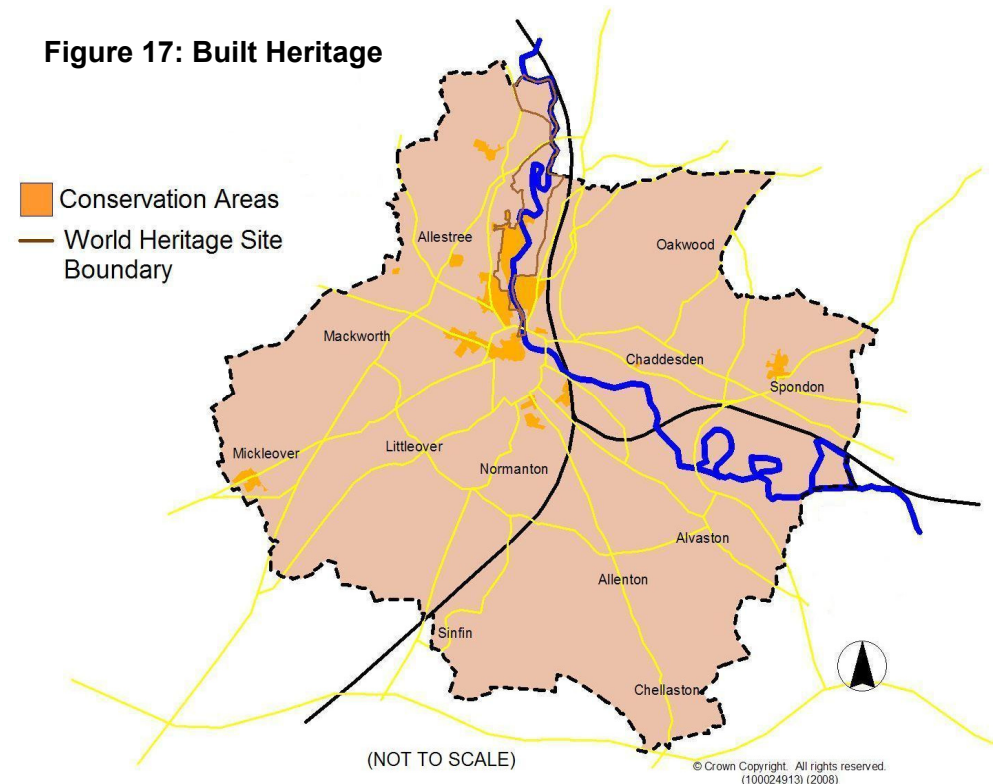 Figure 17: Built Heritage
Conservation Areas
World Heritage Site
Boundary
Allestree
Oakwood
Mackworth
Chaddesden
Spondon
Mickleover
Littleover
Normanton
Alvaston
Allenton
Sinfin
Chellaston
(NOT TO SCALE)
© Crown Copyright. All rights reserved.
(100024913) (2008)